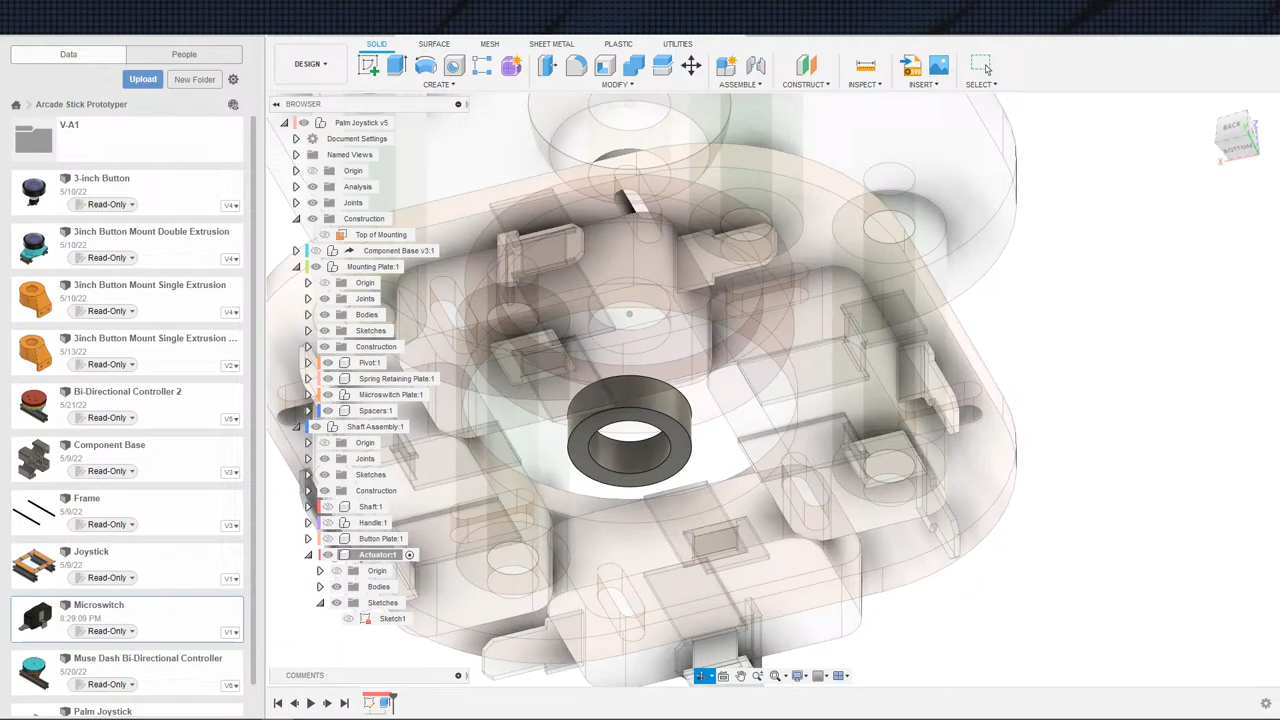 Data
People
SOLID
SURFACE
MESH
SHEET METAL
PLASTIC
UTILITIES
DESIGN
Upload
New Folder
CREATE
MODIFY
ASSEMBLE
CONSTRUCT
INSPECT
INSERT
SELECT
Arcade Stick Prototyper
V-A1
3-inch Button
5/10/22
Read-Only
V4
3inch Button Mount Double Extrusion
5/9/22
Read-Only
V4
3inch Button Mount Single Extrusion
5/10/22
Read-Only
V4
3inch Button Mount Single Extrusion ...
5/13/22
Read-Only
V2
Bi-Directional Controller 2
5/21/22
Read-Only
V8
Component Base
5/9/22
Read-Only
V3
Frame
5/9/22
Read-Only
V3
Joystick
5/9/22
Read-Only
V1
Microswitch
8:29:09 PM
Read-Only
V1
Muse Dash Bi-Directional Controller
5/20/22
Read-Only
Palm Joystick
BROWSER
Palm Joystick v5
Document Settings
Named Views
Origin
Analysis
Joints
Construction
Top of Mounting
Component Base v3:1
Mounting Plate:1
Origin
Joints
Bodies
Sketches
Construction
Pivot:1
Spring Retaining Plate:1
Miicroswitch Plate:1
Spacers:1
Shaft Assembly:1
Origin
Joints
Sketches
Construction
Shaft:1
Handle:1
Button Plate:1
Actuator:1
Origin
Bodies
Sketches
Sketch1
BACK
BOTTOM
X
COMMENTS